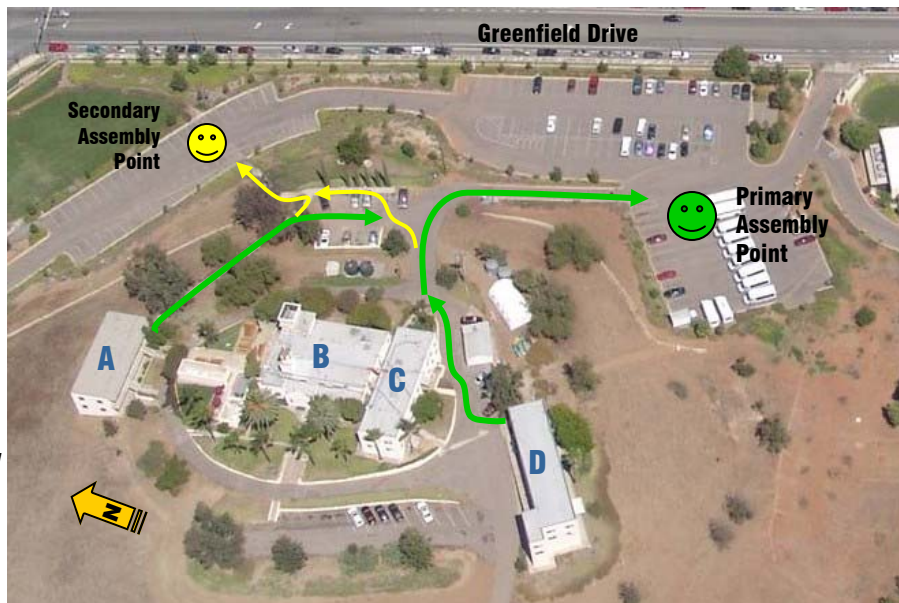 Greenfield Drive
Secondary
Assembly
Point
Primary
Assembly
Point
A
B
C
D
N